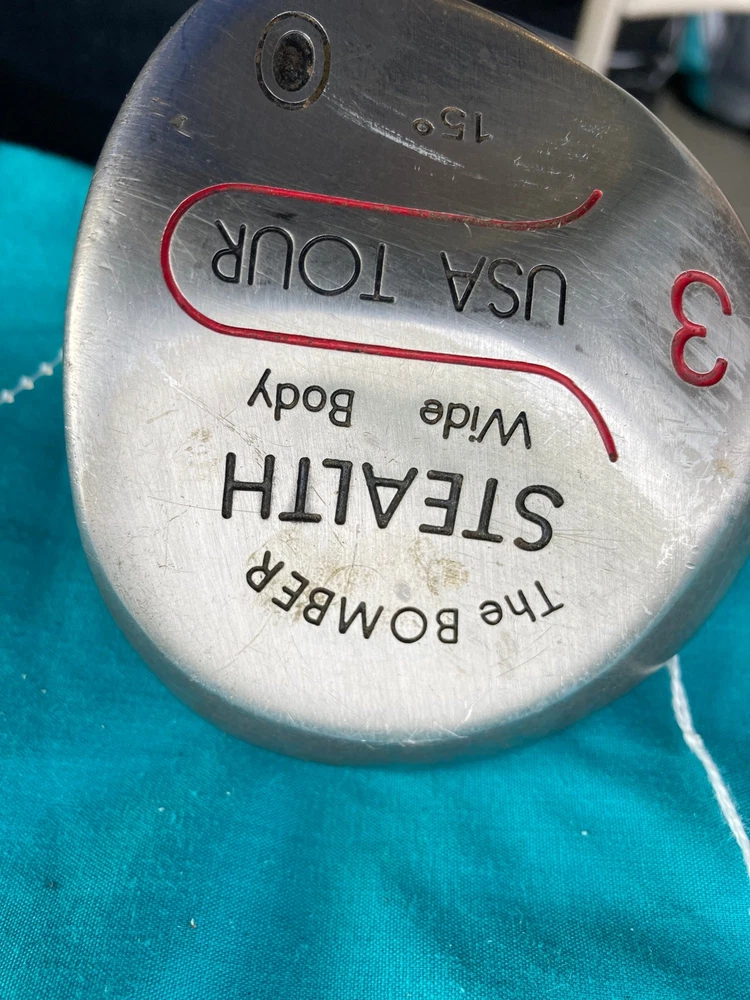 The BOMBER
STEALTH
Wide Body
USA TOUR
3
15°